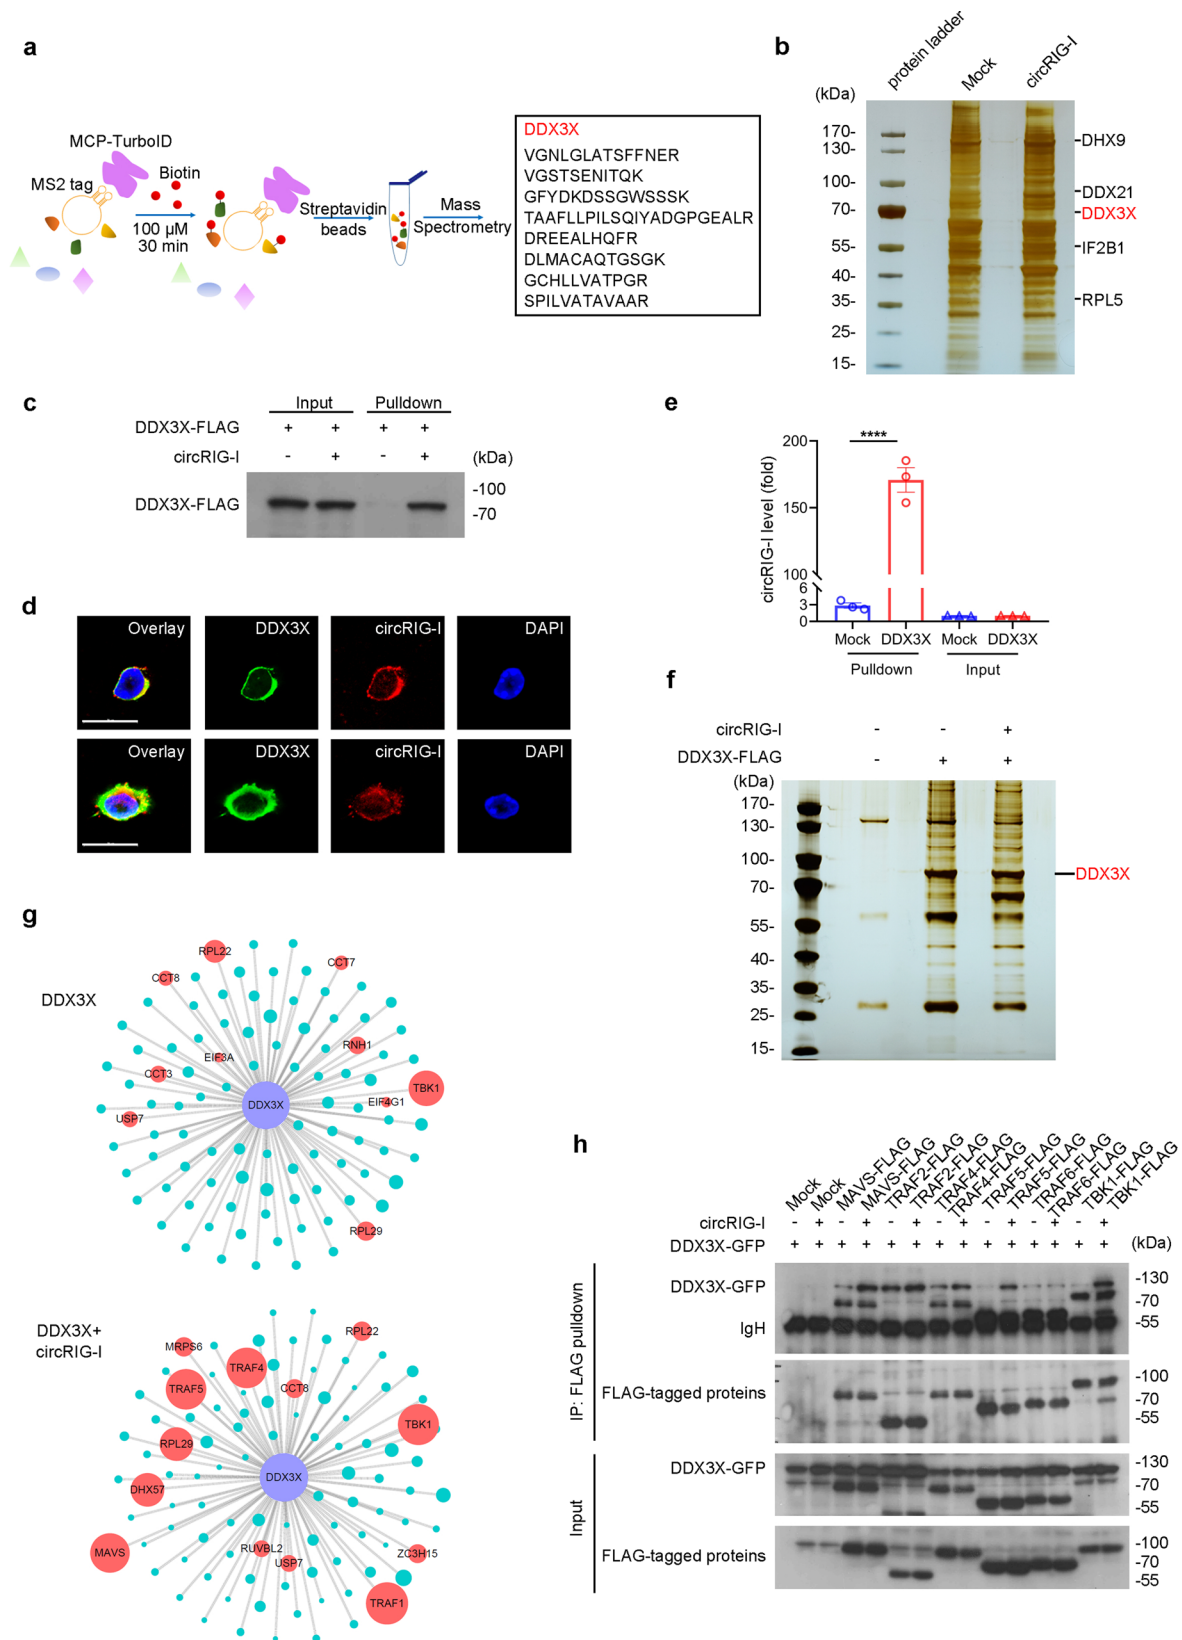 a
MCP-TurboID
MS2 tag
Biotin
100 µM
30 min
Streptavidin
beads
Mass
Spectrometry
DDX3X
VGNLGLATSFFNER
VGSTSENITQK
GFYDKDSSGWSSSK
TAAFLLPILSQIYADGPGEALR
DREEALHQFR
DLMACAQTGSGK
GCHLLVATPGR
SPILVATAVAAR
b
protein ladder
Mock
circRIG-I
(kDa)
170-
130-
100-
70-
55-
40-
35-
25-
15-
DHX9
DDX21
DDX3X
IF2B1
RPL5
c
Input Pulldown
DDX3X-FLAG + + + +
circRIG-I - + - + (kDa)
DDX3X-FLAG
-100
-70
d
Overlay DDX3X circRIG-I DAPI
Overlay DDX3X circRIG-I DAPI
e
circRIG-I level (fold)
200
150
100
6
3
0
****
Mock DDX3X Mock DDX3X
Pulldown Input
f
circRIG-I - - +
DDX3X-FLAG - + +
(kDa)
170-
130-
100-
70-
55-
40-
35-
25-
15-
DDX3X
g
DDX3X
RPL22
CCT8
CCT7
EIF3A
RNH1
CCT3
TBK1
EIF4G1
DDX3X
USP7
RPL29
DDX3X+
circRIG-I
MRPS6
RPL22
TRAF4
TRAF5
CCT8
TBK1
RPL29
DDX3X
DHX57
MAVS
RUVBL2
USP7
ZC3H15
TRAF1
h
Mock
Mock
MAVS-FLAG
MAVS-FLAG
TRAF2-FLAG
TRAF2-FLAG
TRAF4-FLAG
TRAF4-FLAG
TRAF5-FLAG
TRAF5-FLAG
TRAF6-FLAG
TRAF6-FLAG
TBK1-FLAG
TBK1-FLAG
circRIG-I - + - + - + - + - + - + - +
DDX3X-GFP + + + + + + + + + + + + + + (kDa)
IP: FLAG pulldown
DDX3X-GFP
IgH
-130
-70
-55
FLAG-tagged proteins
-100
-70
-55
Input
DDX3X-GFP
-130
-70
-55
FLAG-tagged proteins
-100
-70
-55